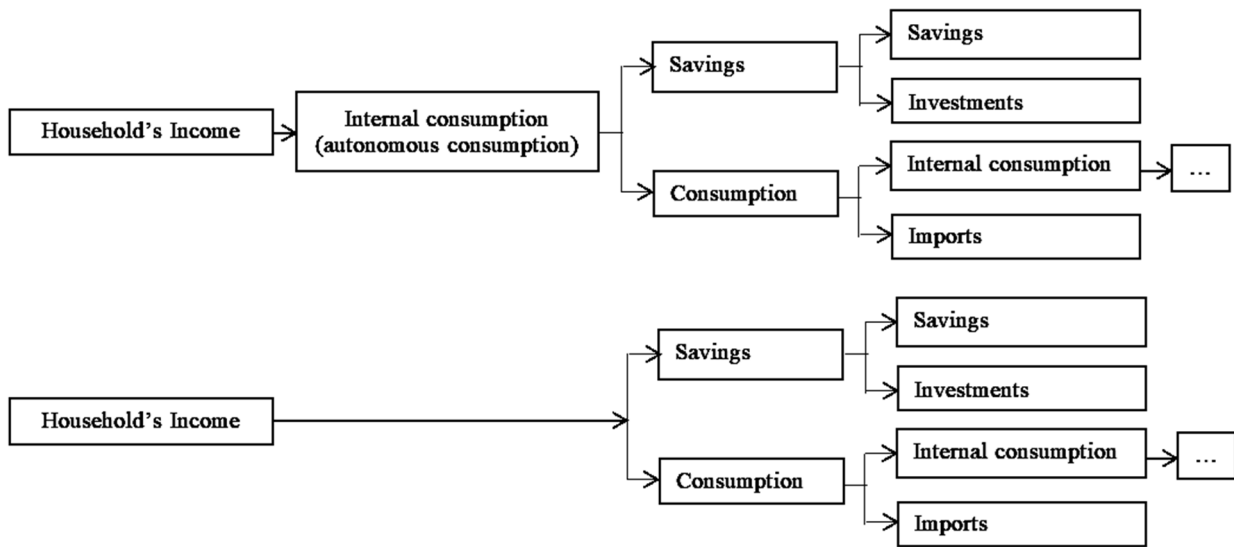 Savings
Savings
Investments
Household's Income
Internal consumption
(autonomous consumption)
Internal consumption
...
Consumption
Imports
Savings
Savings
Investments
Household's Income
Internal consumption
...
Consumption
Imports